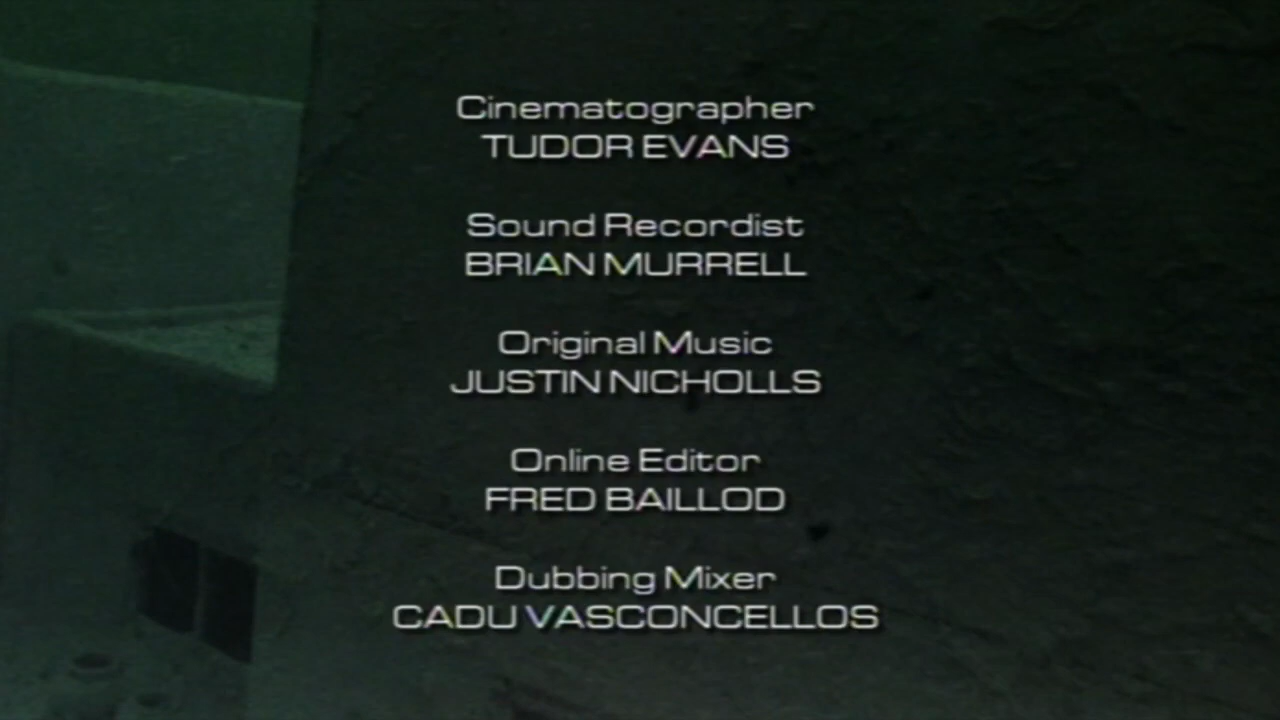 Cinematographer
TUDOR EVANS
Sound Recordist
BRIAN MURRELL
Original Music
JUSTIN NICHOLLS
Online Editor
FRED BAILLOD
Dubbing Mixer
CADU VASCONCELLOS